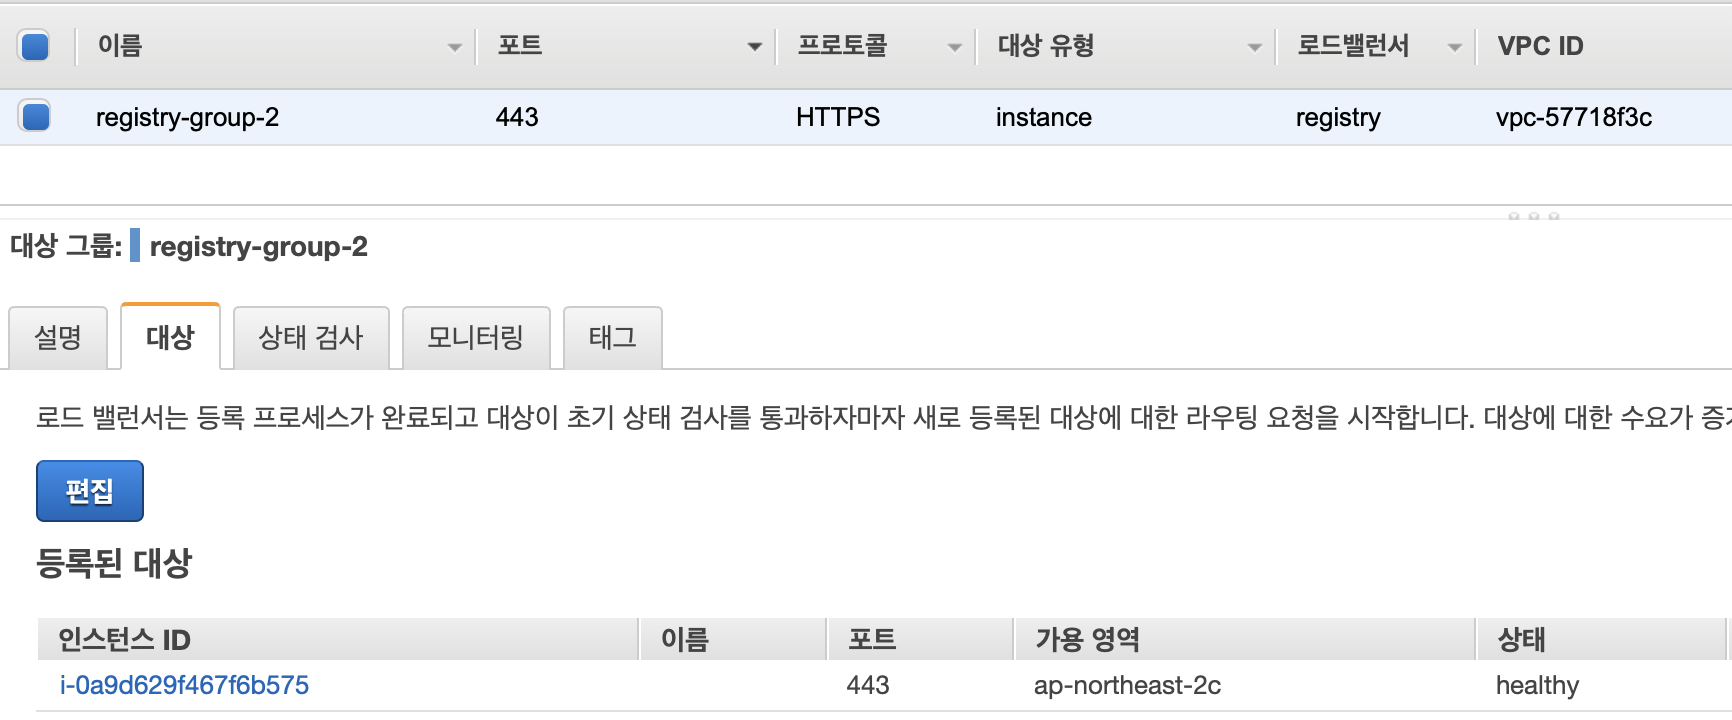 이름 포트 프로토콜 대상 유형 로드밸런서 VPC ID
registry-group-2 443 HTTPS instance registry vpc-57718f3c
대상 그룹: registry-group-2
설명 대상 상태 검사 모니터링 태그
로드 밸런서는 등록 프로세스가 완료되고 대상이 초기 상태 검사를 통과하자마자 새로 등록된 대상에 대한 라우팅 요청을 시작합니다. 대상에 대한 수요가
편집
등록된 대상
인스턴스 ID 이름 포트 가용 영역 상태
i-0a9d629f467f6b575 443 ap-northeast-2c healthy